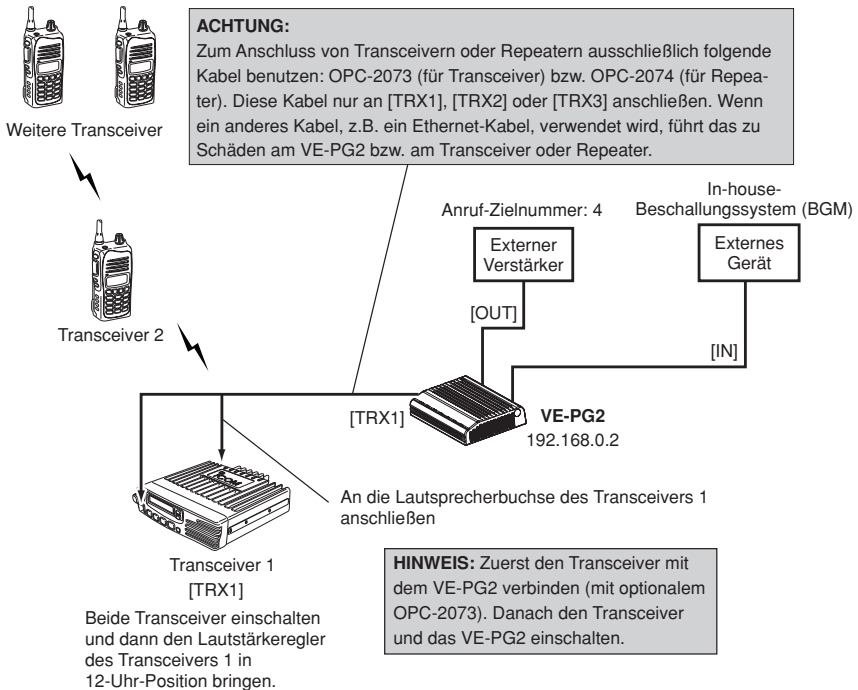 ACHTUNG:
Zum Anschluss von Transceivern oder Repeatern ausschließlich folgende
Kabel benutzen: OPC-2073 (für Transceiver) bzw. OPC-2074 (für Repea-
ter). Diese Kabel nur an [TRX1], [TRX2] oder [TRX3] anschließen. Wenn
ein anderes Kabel, z.B. ein Ethernet-Kabel, verwendet wird, führt das zu
Schäden am VE-PG2 bzw. am Transceiver oder Repeater.
Weitere Transceiver
Anruf-Zielnummer: 4
In-house-
Beschallungssystem (BGM)
Externer
Verstärker
Externes
Gerät
Transceiver 2
[OUT]
[IN]
[TRX1]
VE-PG2
192.168.0.2
ICOM
An die Lautsprecherbuchse des Transceivers 1
anschließen
Transceiver 1
[TRX1]
Beide Transceiver einschalten
und dann den Lautstärkeregler
des Transceivers 1 in
12-Uhr-Position bringen.
HINWEIS: Zuerst den Transceiver mit
dem VE-PG2 verbinden (mit optionalem
OPC-2073). Danach den Transceiver
und das VE-PG2 einschalten.